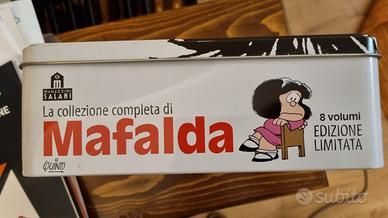 MAGAZZINI
SALANI
La collezione completa di
Mafalda
QUINO
8 volumi
EDIZIONE
LIMITATA
subito